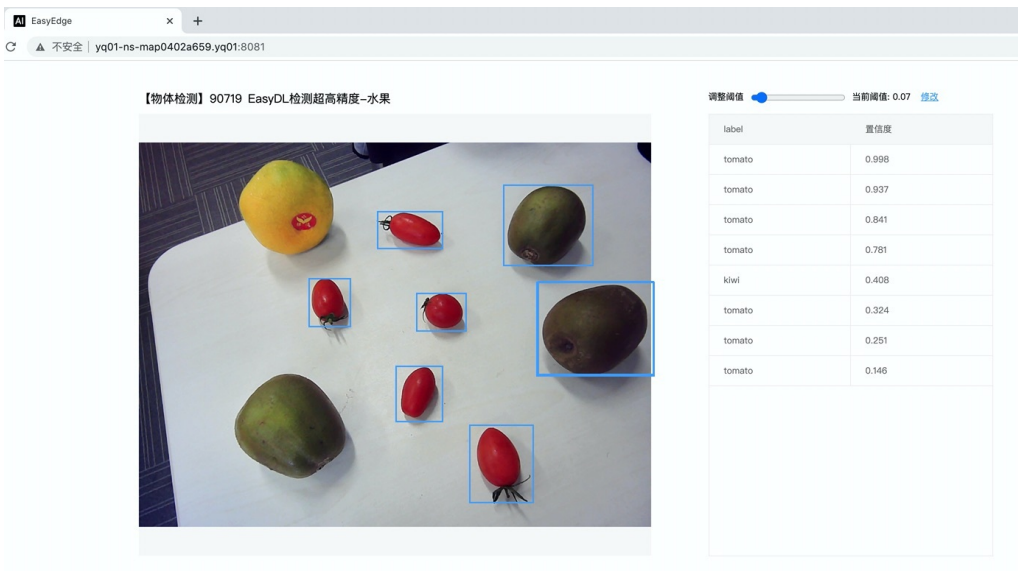 AI EasyEdge
不安全 yq01-ns-map0402a659.yq01:8081
【物体检测】90719 EasyDL检测超高精度-水果
调整阈值 当前阈值: 0.07 修改
label 置信度
tomato 0.998
tomato 0.937
tomato 0.841
tomato 0.781
kiwi 0.408
tomato 0.324
tomato 0.251
tomato 0.146